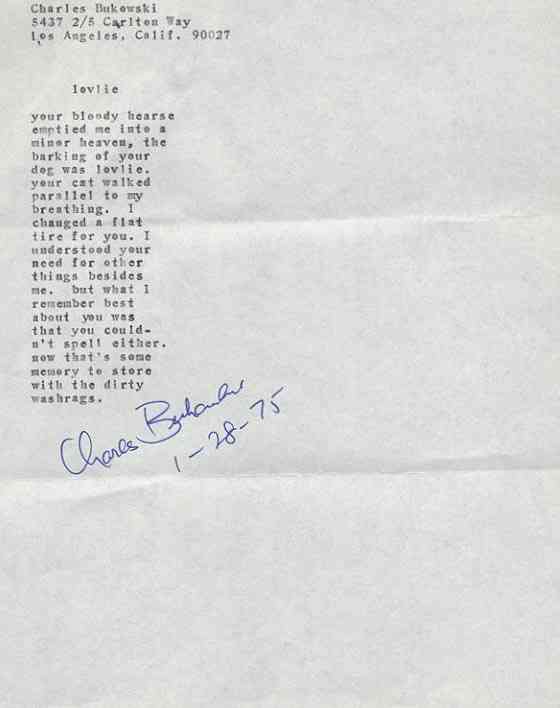 Charles Bukowski
5437 2/5 Carlton Way
Los Angeles, Calif. 90027
lovlie
your bloody hearse
emptied me into a
minor heaven, the
barking of your
dog was lovlie.
your cat walked
parallel to my
breathing. I
changed a flat
tire for you. I
understood your
need for other
things besides
me. but what I
remember best
about you was
that you could-
n't spell either.
now that's some
memory to store
with the dirty
washrags.
Charles Bukowski
1-28-75